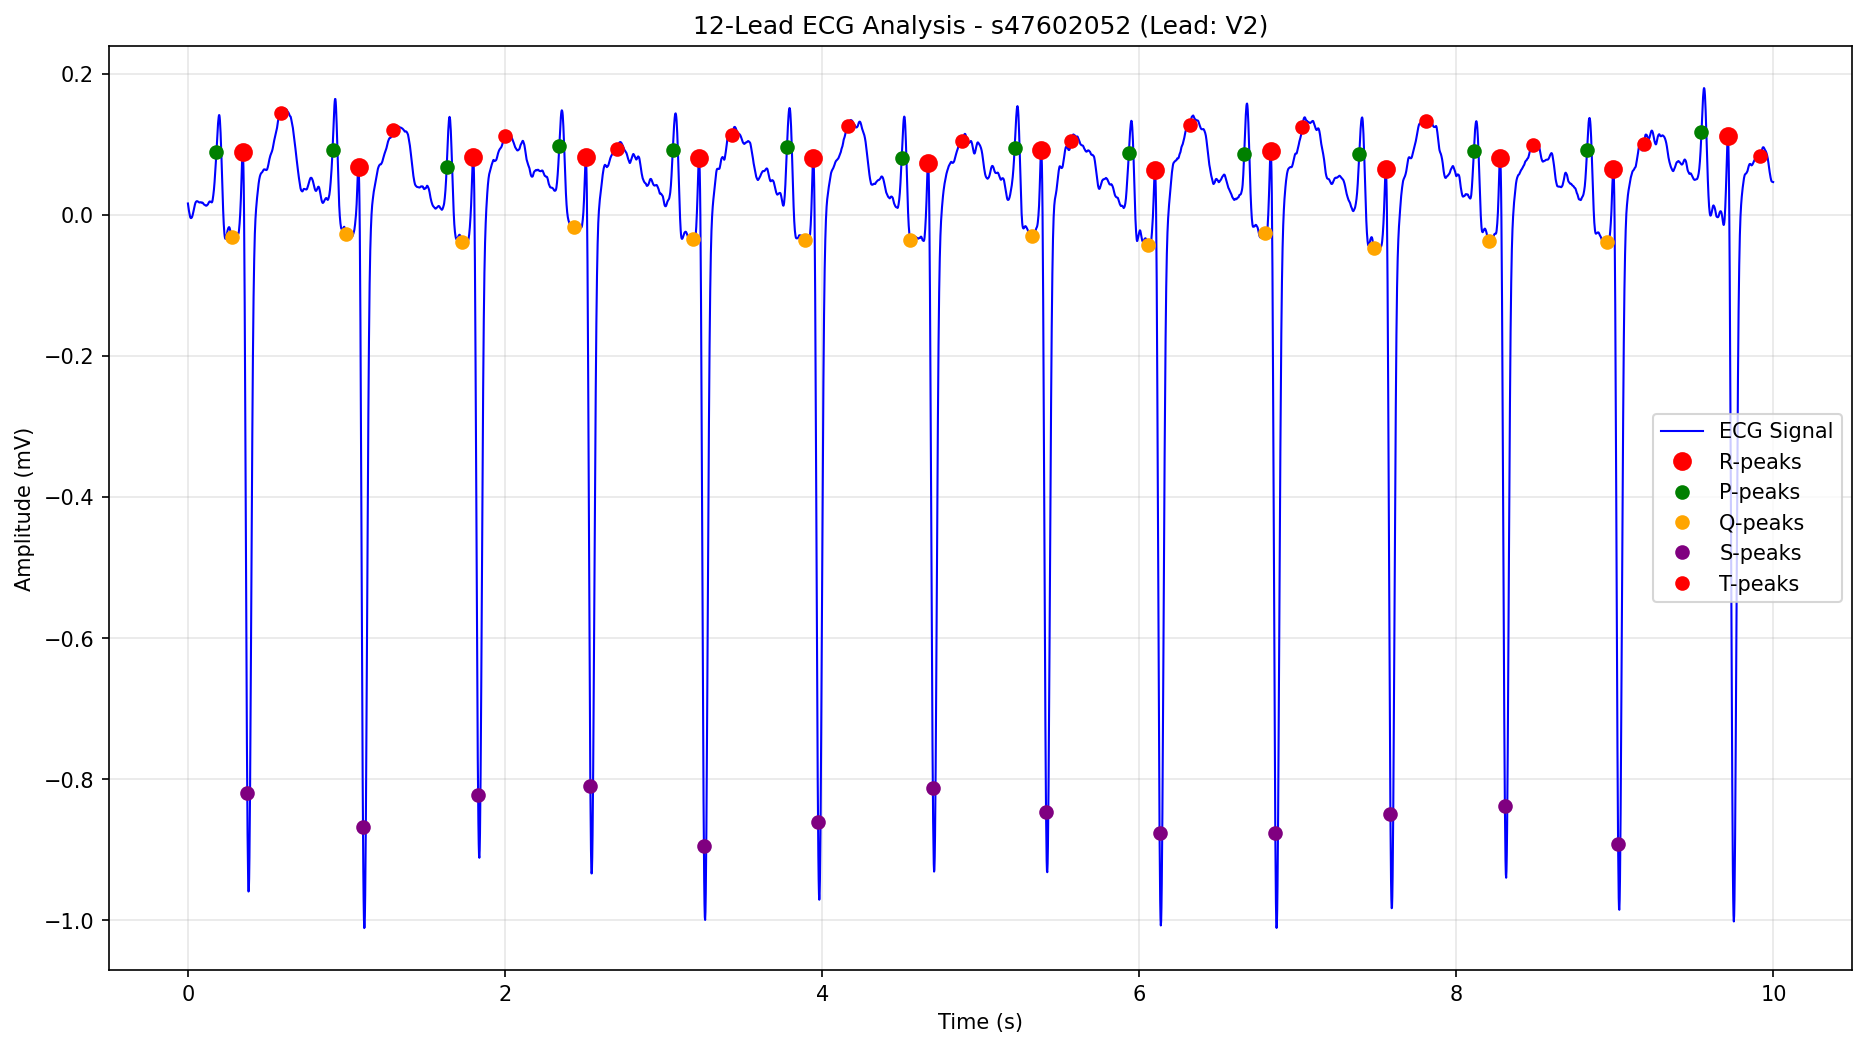 12-Lead ECG Analysis - s47602052 (Lead: V2)
Amplitude (mV)
0.2
0.0
−0.2
−0.4
−0.6
−0.8
−1.0
ECG Signal
R-peaks
P-peaks
Q-peaks
S-peaks
T-peaks
0 2 4 6 8 10
Time (s)